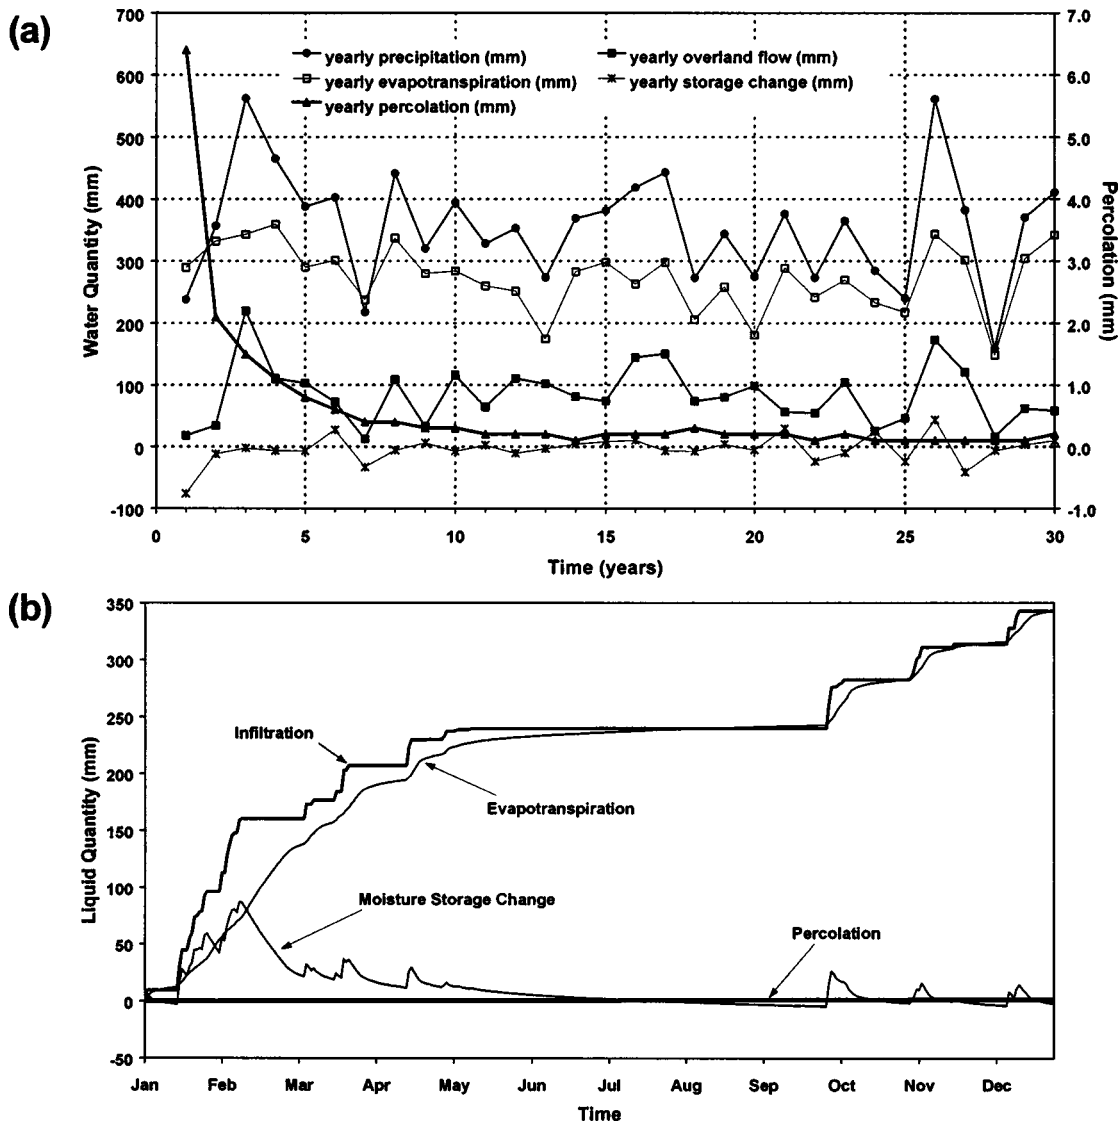 (a)
700
600
500
400
300
200
100
0
-100
Water Quantity (mm)
yearly precipitation (mm)
yearly overland flow (mm)
yearly evapotranspiration (mm)
yearly storage change (mm)
yearly percolation (mm)
7.0
6.0
5.0
4.0
3.0
2.0
1.0
0.0
-1.0
Percolation (mm)
0 5 10 15 20 25 30
Time (years)
(b)
350
300
250
200
150
100
50
0
-50
Liquid Quantity (mm)
Infiltration
Evapotranspiration
Moisture Storage Change
Percolation
Jan Feb Mar Apr May Jun Jul Aug Sep Oct Nov Dec
Time